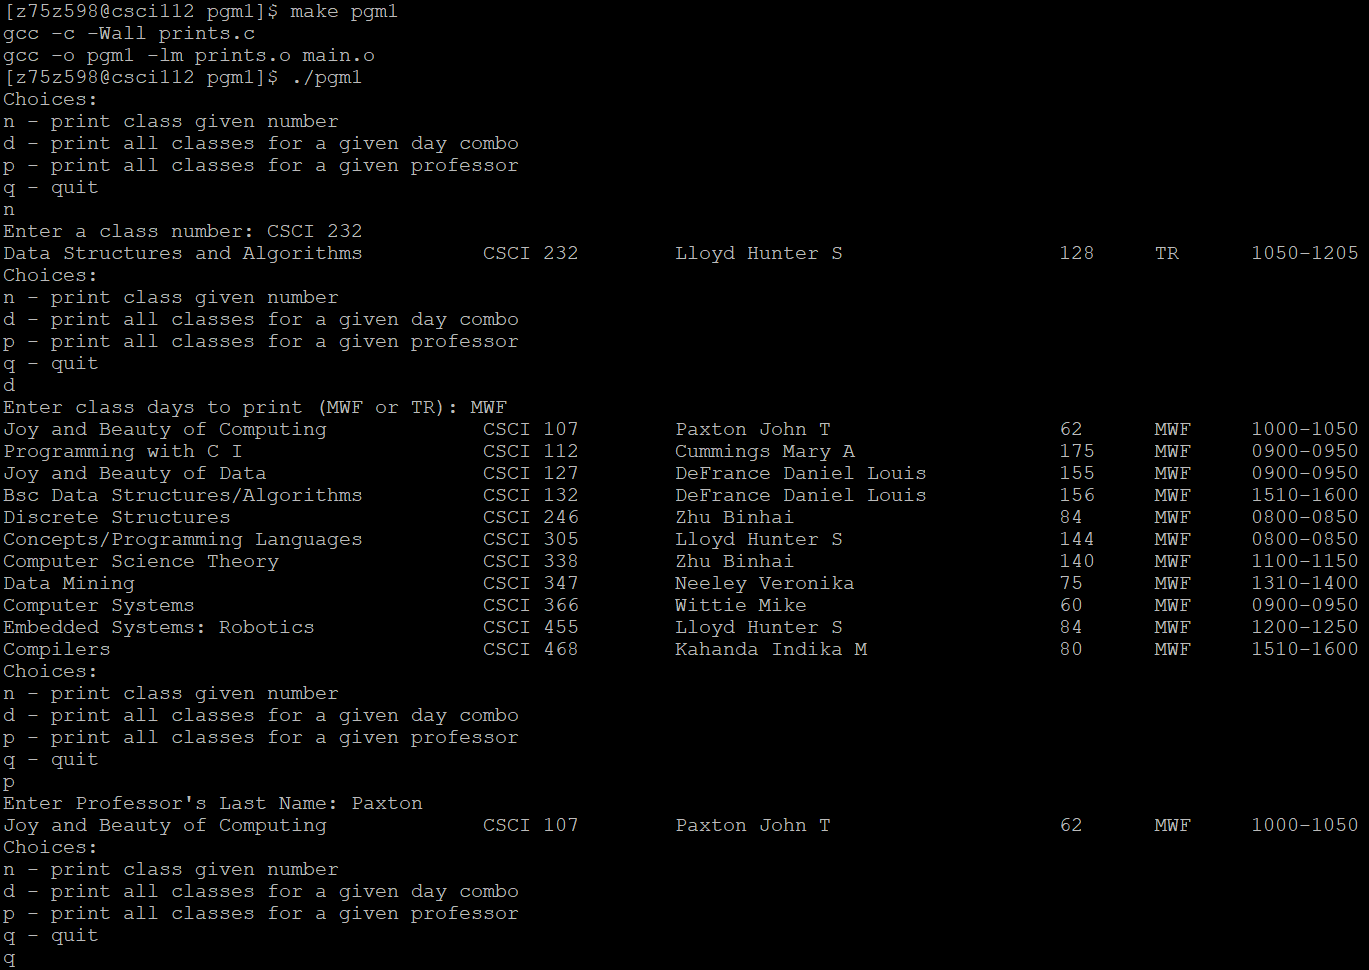 [z75z598@csci112 pgm1]$ make pgm1
gcc -c -Wall prints.c
gcc -o pgm1 -lm prints.o main.o
[z75z598@csci112 pgm1]$ ./pgm1
Choices:
n - print class given number
d - print all classes for a given day combo
p - print all classes for a given professor
q - quit
n
Enter a class number: CSCI 232
Data Structures and Algorithms          CSCI 232        Lloyd Hunter S                  128     TR      1050-1205
Choices:
n - print class given number
d - print all classes for a given day combo
p - print all classes for a given professor
q - quit
d
Enter class days to print (MWF or TR): MWF
Joy and Beauty of Computing             CSCI 107        Paxton John T                   62      MWF     1000-1050
Programming with C I                    CSCI 112        Cummings Mary A                 175     MWF     0900-0950
Joy and Beauty of Data                  CSCI 127        DeFrance Daniel Louis           155     MWF     0900-0950
Bsc Data Structures/Algorithms          CSCI 132        DeFrance Daniel Louis           156     MWF     1510-1600
Discrete Structures                     CSCI 246        Zhu Binhai                      84      MWF     0800-0850
Concepts/Programming Languages          CSCI 305        Lloyd Hunter S                  144     MWF     0800-0850
Computer Science Theory                 CSCI 338        Zhu Binhai                      140     MWF     1100-1150
Data Mining                             CSCI 347        Neeley Veronika                 75      MWF     1310-1400
Computer Systems                        CSCI 366        Wittie Mike                     60      MWF     0900-0950
Embedded Systems: Robotics              CSCI 455        Lloyd Hunter S                  84      MWF     1200-1250
Compilers                               CSCI 468        Kahanda Indika M                80      MWF     1510-1600
Choices:
n - print class given number
d - print all classes for a given day combo
p - print all classes for a given professor
q - quit
p
Enter Professor's Last Name: Paxton
Joy and Beauty of Computing             CSCI 107        Paxton John T                   62      MWF     1000-1050
Choices:
n - print class given number
d - print all classes for a given day combo
p - print all classes for a given professor
q - quit
q